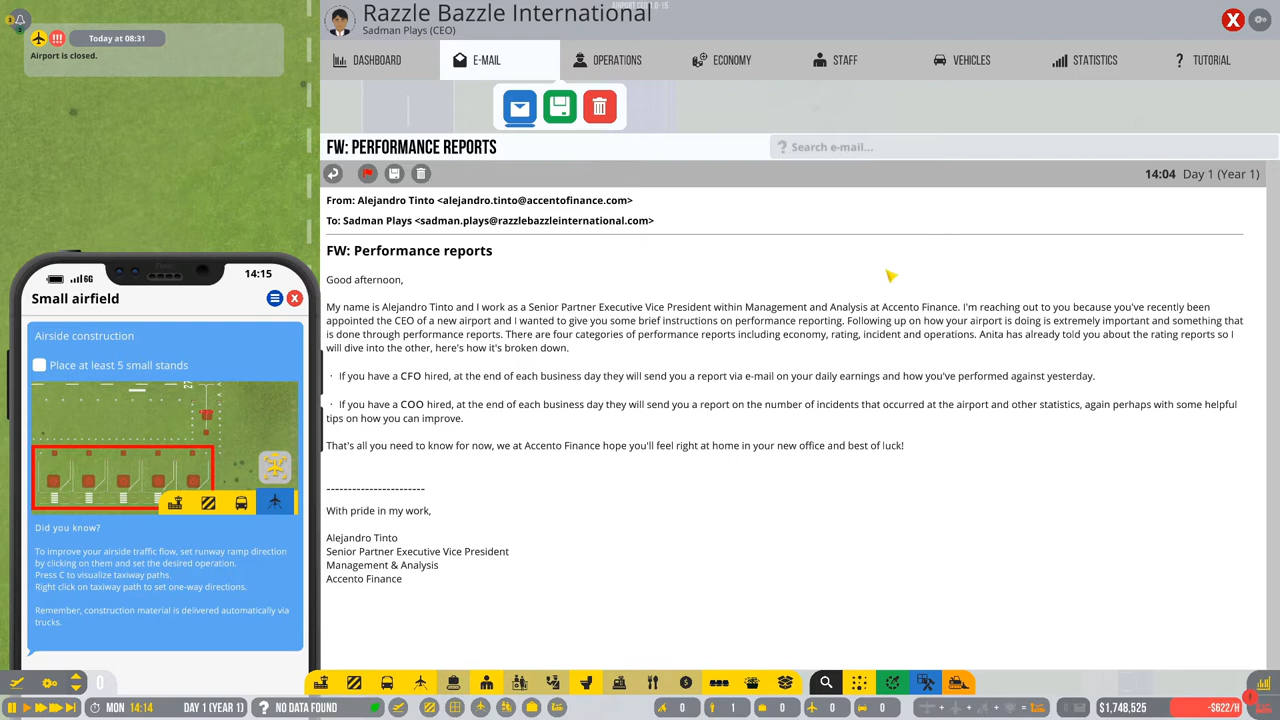 Today at 08:31
Airport is closed.
Razzle Bazzle International
Sadman Plays (CEO)
DASHBOARD
E-MAIL
OPERATIONS
ECONOMY
STAFF
VEHICLES
STATISTICS
? TUTORIAL
FW: PERFORMANCE REPORTS
? Search e-mail...
14:04 Day 1 (Year 1)
From: Alejandro Tinto <alejandro.tinto@accentofinance.com>
To: Sadman Plays <sadman.plays@razzlebazzleinternational.com>
FW: Performance reports
Good afternoon,
My name is Alejandro Tinto and I work as a Senior Partner Executive Vice President within Management and Analysis at Accento Finance. I'm reaching out to you because you've recently been
appointed the CEO of a new airport and I wanted to give you some brief instructions on performance reporting. Following up on how your airport is doing is extremely important and something that
is done through performance reports. There are four categories of performance reports including economy, rating, incident and operations. Anita has already told you about the rating reports so I
will dive into the other, here's how it's broken down.
· If you have a CFO hired, at the end of each business day they will send you a report via e-mail on your daily earnings and how you've performed against yesterday.
· If you have a COO hired, at the end of each business day they will send you a report on the number of incidents that occurred at the airport and other statistics, again perhaps with some helpful
tips on how you can improve.
That's all you need to know for now, we at Accento Finance hope you'll feel right at home in your new office and best of luck!
------------------------
With pride in my work,
Alejandro Tinto
Senior Partner Executive Vice President
Management & Analysis
Accento Finance
6G
14:15
Small airfield
Airside construction
Place at least 5 small stands
27
Did you know?
To improve your airside traffic flow, set runway ramp direction
by clicking on them and set the desired operation.
Press C to visualize taxiway paths.
Right click on taxiway path to set one-way directions.
Remember, construction material is delivered automatically via
trucks.
0
MON 14:14
DAY 1 (YEAR 1)
? NO DATA FOUND
0
1
0
0
0
$1,748,525
-$622/H